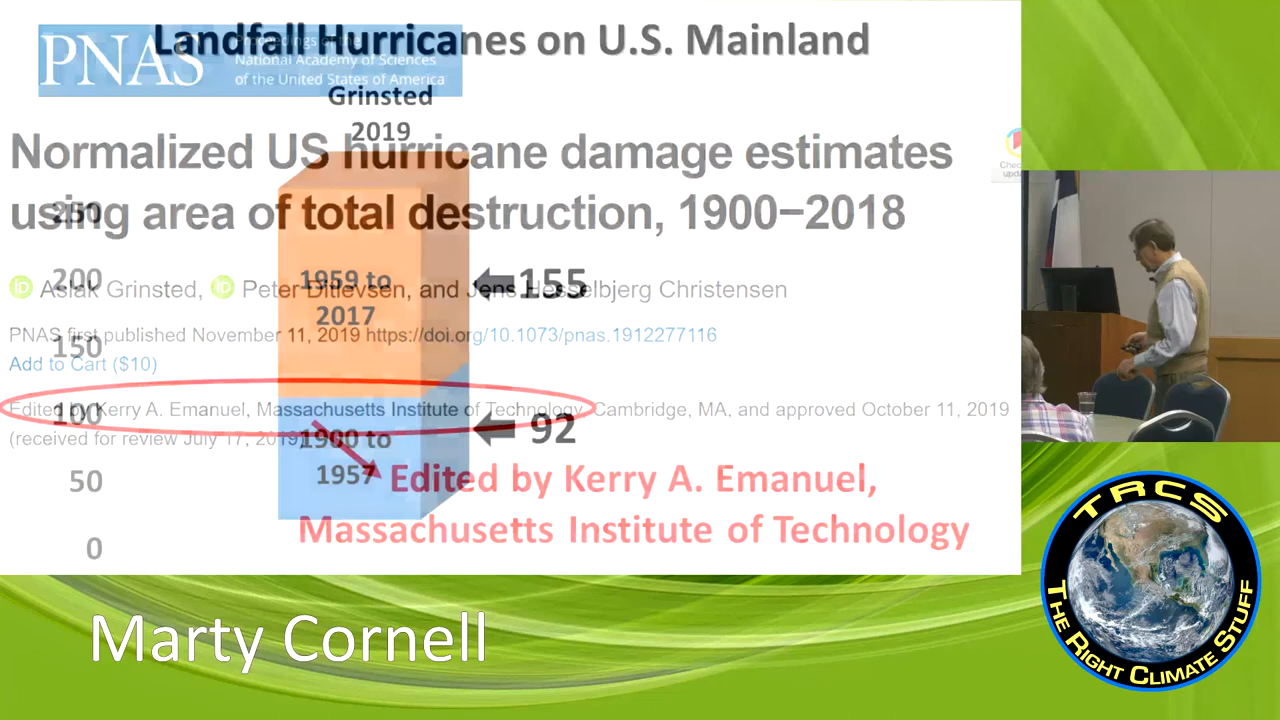 Landfall Hurricanes on U.S. Mainland
PNAS
Proceedings of the
National Academy of Sciences
of the United States of America
Grinsted
2019
Normalized US hurricane damage estimates
using area of total destruction, 1900–2018
250
200
150
100
50
0
1959 to
2017
155
1900 to
1957
92
Aslak Grinsted, Peter Ditlevsen, and Jens Hesselbjerg Christensen
PNAS first published November 11, 2019 https://doi.org/10.1073/pnas.1912277116
Add to Cart ($10)
Edited by Kerry A. Emanuel, Massachusetts Institute of Technology, Cambridge, MA, and approved October 11, 2019
(received for review July 17, 2019)
Edited by Kerry A. Emanuel,
Massachusetts Institute of Technology
Marty Cornell
TRCS
THE RIGHT CLIMATE STUFF